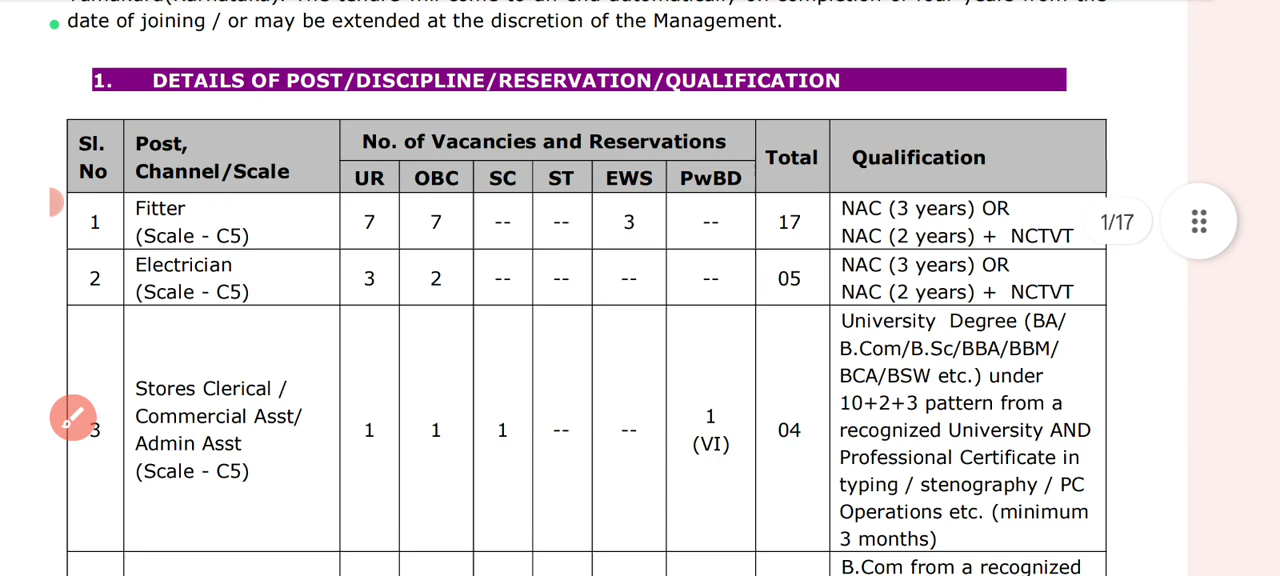 date of joining / or may be extended at the discretion of the Management.
1. DETAILS OF POST/DISCIPLINE/RESERVATION/QUALIFICATION
Sl. No Post, Channel/Scale No. of Vacancies and Reservations Total Qualification
UR OBC SC ST EWS PwBD
1 Fitter (Scale - C5) 7 7 -- -- 3 -- 17 NAC (3 years) OR
NAC (2 years) + NCTVT
1/17
2 Electrician (Scale - C5) 3 2 -- -- -- -- 05 NAC (3 years) OR
NAC (2 years) + NCTVT
3 Stores Clerical /
Commercial Asst/
Admin Asst
(Scale - C5)
1 1 1 -- -- 1 (VI) 04
University Degree (BA/
B.Com/B.Sc/BBA/BBM/
BCA/BSW etc.) under
10+2+3 pattern from a
recognized University AND
Professional Certificate in
typing / stenography / PC
Operations etc. (minimum
3 months)
B.Com from a recognized